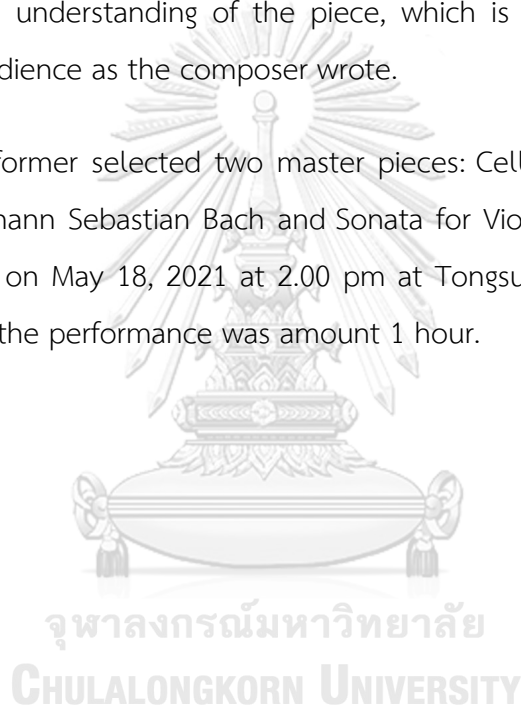 understanding of the piece, which is
dience as the composer wrote.
former selected two master pieces: Cell
mann Sebastian Bach and Sonata for Vio
on May 18, 2021 at 2.00 pm at Tongsu
the performance was amount 1 hour.
จุฬาลงกรณ์มหาวิทยาลัย
CHULALONGKORN UNIVERSITY